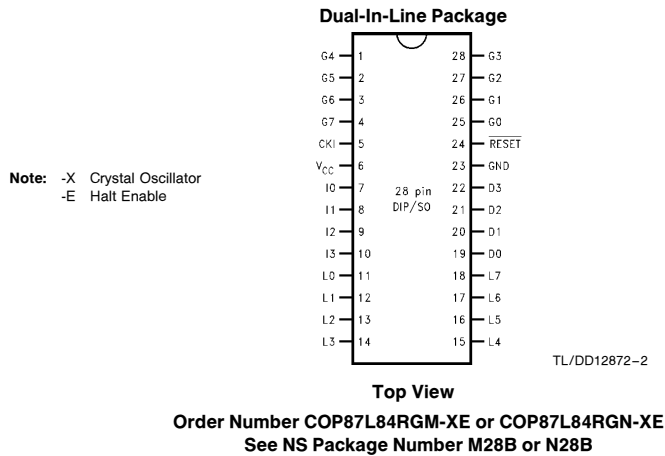 Dual-In-Line Package
G4 1 28 G3
G5 2 27 G2
G6 3 26 G1
G7 4 25 G0
CKI 5 24 RESET
VCC 6 23 GND
Note: -X Crystal Oscillator
-E Halt Enable
I0 7 28 pin 22 D3
I1 8 DIP/SO 21 D2
I2 9 20 D1
I3 10 19 D0
L0 11 18 L7
L1 12 17 L6
L2 13 16 L5
L3 14 15 L4
TL/DD12872–2
Top View
Order Number COP87L84RGM-XE or COP87L84RGN-XE
See NS Package Number M28B or N28B